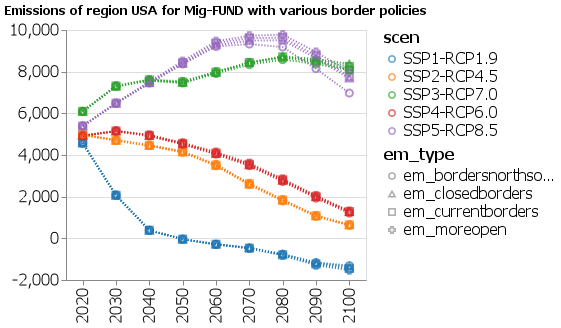 Emissions of region USA for Mig-FUND with various border policies
10,000
8,000
6,000
4,000
2,000
0
-2,000
2020
2030
2040
2050
2060
2070
2080
2090
2100
scen
SSP1-RCP1.9
SSP2-RCP4.5
SSP3-RCP7.0
SSP4-RCP6.0
SSP5-RCP8.5
em_type
em_bordersnorthso...
em_closedborders
em_currentborders
em_moreopen